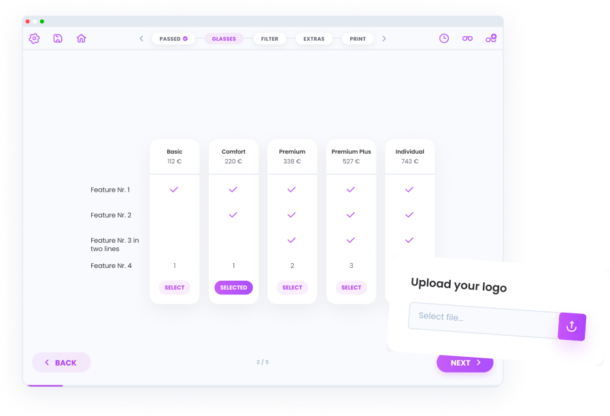 PASSED
GLASSES
FILTER
EXTRAS
PRINT
Basic
112 €
Comfort
220 €
Premium
338 €
Premium Plus
527 €
Individual
743 €
Feature Nr. 1
Feature Nr. 2
Feature Nr. 3 in
two lines
Feature Nr. 4
1
1
2
3
SELECT
SELECTED
SELECT
SELECT
Upload your logo
Select file...
BACK
2 / 5
NEXT